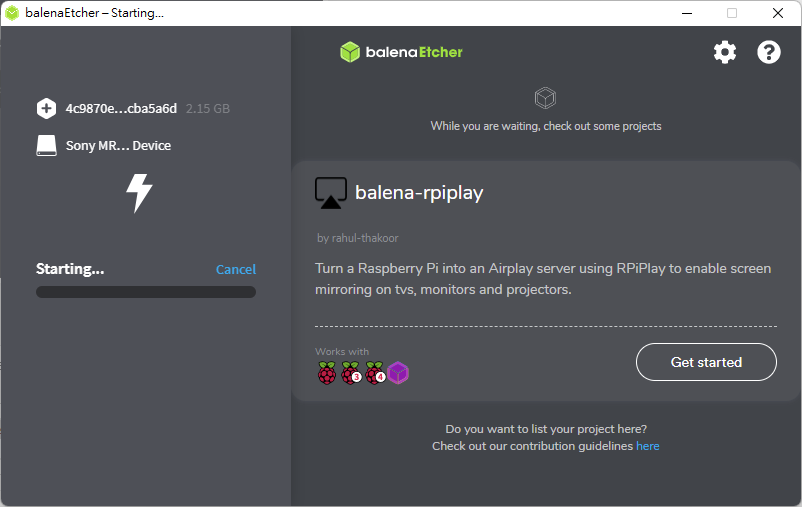 balenaEtcher – Starting...
balenaEtcher
4c9870e...cba5a6d 2.15 GB
Sony MR... Device
Starting... Cancel
While you are waiting, check out some projects
balena-rpiplay
by rahul-thakoor
Turn a Raspberry Pi into an Airplay server using RPiPlay to enable screen
mirroring on tvs, monitors and projectors.
Works with
3 4
Get started
Do you want to list your project here?
Check out our contribution guidelines here